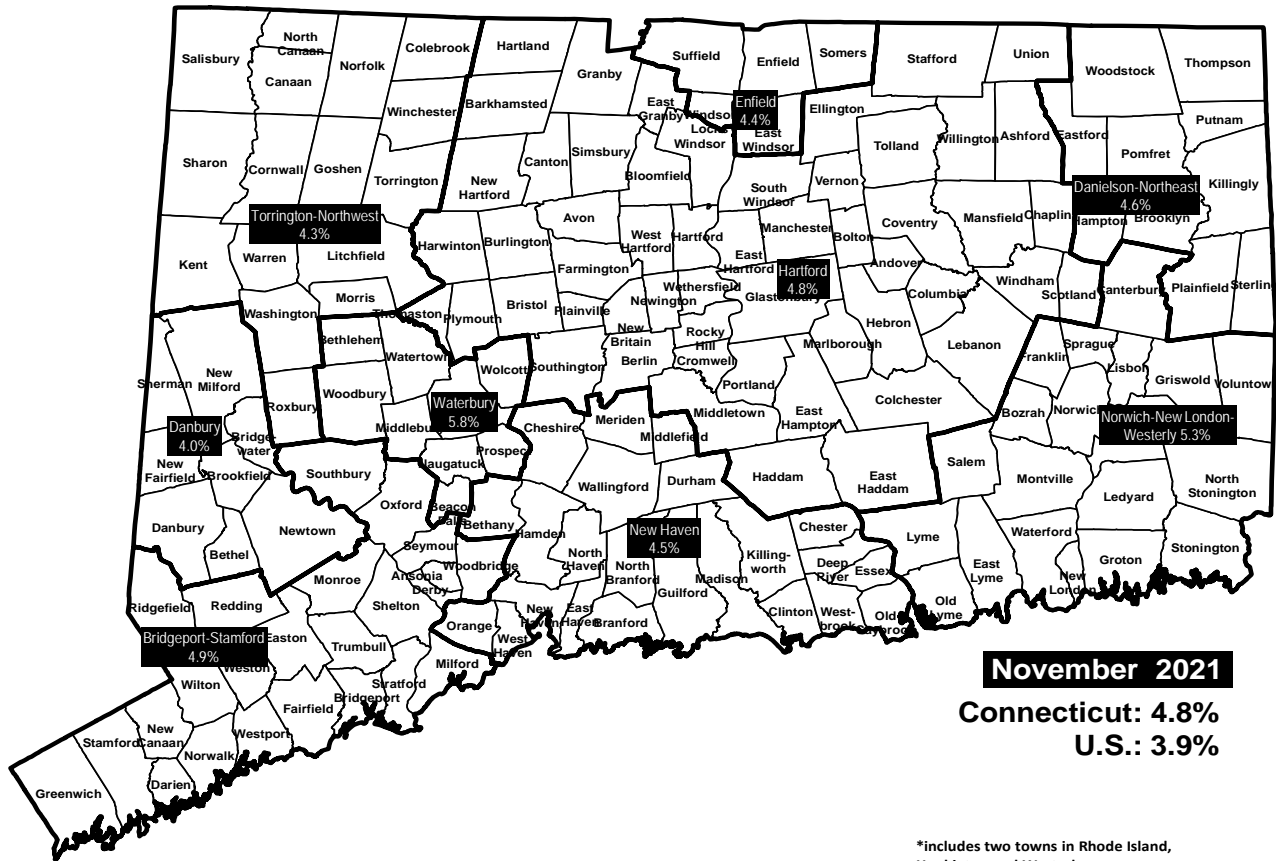 North
Canaan
Colebrook
Hartland
Suffield
Enfield
Somers
Stafford
Union
Woodstock
Thompson
Salisbury
Canaan
Norfolk
Granby
Winchester
Barkhamsted
East
Granby
Windsor
Locks
Windsor
Enfield
4.4%
East
Windsor
Ellington
Willington
Ashford
Eastford
Putnam
Pomfret
Sharon
Cornwall
Goshen
Torrington
New
Hartford
Canton
Simsbury
Bloomfield
South
Windsor
Vernon
Tolland
Killingly
Danielson-Northeast
4.6%
Hampton
Brooklyn
Torrington-Northwest
4.3%
Avon
West
Hartford
Hartford
Manchester
Bolton
Coventry
Mansfield
Chaplin
Kent
Warren
Litchfield
Harwinton
Burlington
Farmington
East
Hartford
Hartford
4.8%
Glastonbury
Andover
Columbia
Windham
Scotland
Canterbury
Plainfield
Sterling
Morris
Washington
Thomaston
Plymouth
Bristol
Plainville
Wethersfield
Newington
New
Britain
Rocky
Hill
Cromwell
Berlin
Hebron
Marlborough
Lebanon
Franklin
Sprague
Lisbon
Griswold
Voluntown
Bethlehem
Watertown
Wolcott
Southington
Sherman
New
Milford
Roxbury
Woodbury
Waterbury
5.8%
Middlebury
Portland
Middletown
East
Hampton
Colchester
Bozrah
Norwich
Norwich-New London-
Westerly 5.3%
Danbury
4.0%
Bridge-
water
Cheshire
Meriden
Middlefield
New
Fairfield
Brookfield
Southbury
Naugatuck
Prospect
Wallingford
Durham
Haddam
East
Haddam
Salem
Montville
Ledyard
North
Stonington
Danbury
Bethel
Newtown
Oxford
Beacon
Falls
Bethany
Hamden
North
Haven
New Haven
4.5%
North
Branford
Guilford
Madison
Killing-
worth
Chester
Deep
River
Essex
Lyme
East
Lyme
Waterford
New
London
Groton
Stonington
Seymour
Woodbridge
Ansonia
Derby
Monroe
Shelton
Ridgefield
Redding
Orange
West
Haven
New
Haven
East
Haven
Branford
Clinton
West-
brook
Old
Saybrook
Old
Lyme
Bridgeport-Stamford
4.9%
Easton
Weston
Trumbull
Milford
Wilton
Stratford
Bridgeport
Fairfield
Stamford
New
Canaan
Westport
Norwalk
Darien
Greenwich
November 2021
Connecticut: 4.8%
U.S.: 3.9%
*includes two towns in Rhode Island,